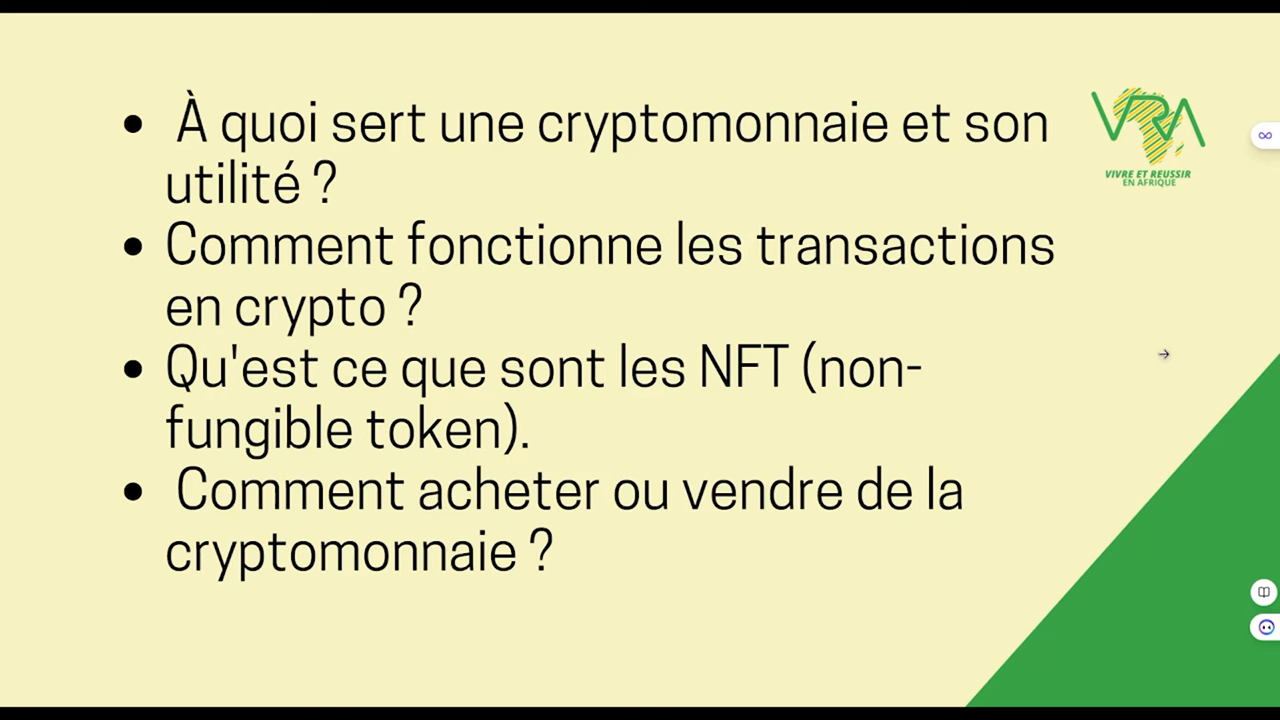 • À quoi sert une cryptomonnaie et son
utilité ?
• Comment fonctionne les transactions
en crypto ?
• Qu'est ce que sont les NFT (non-
fungible token).
• Comment acheter ou vendre de la
cryptomonnaie ?
VRA
VIVRE ET REUSSIR
EN AFRIQUE